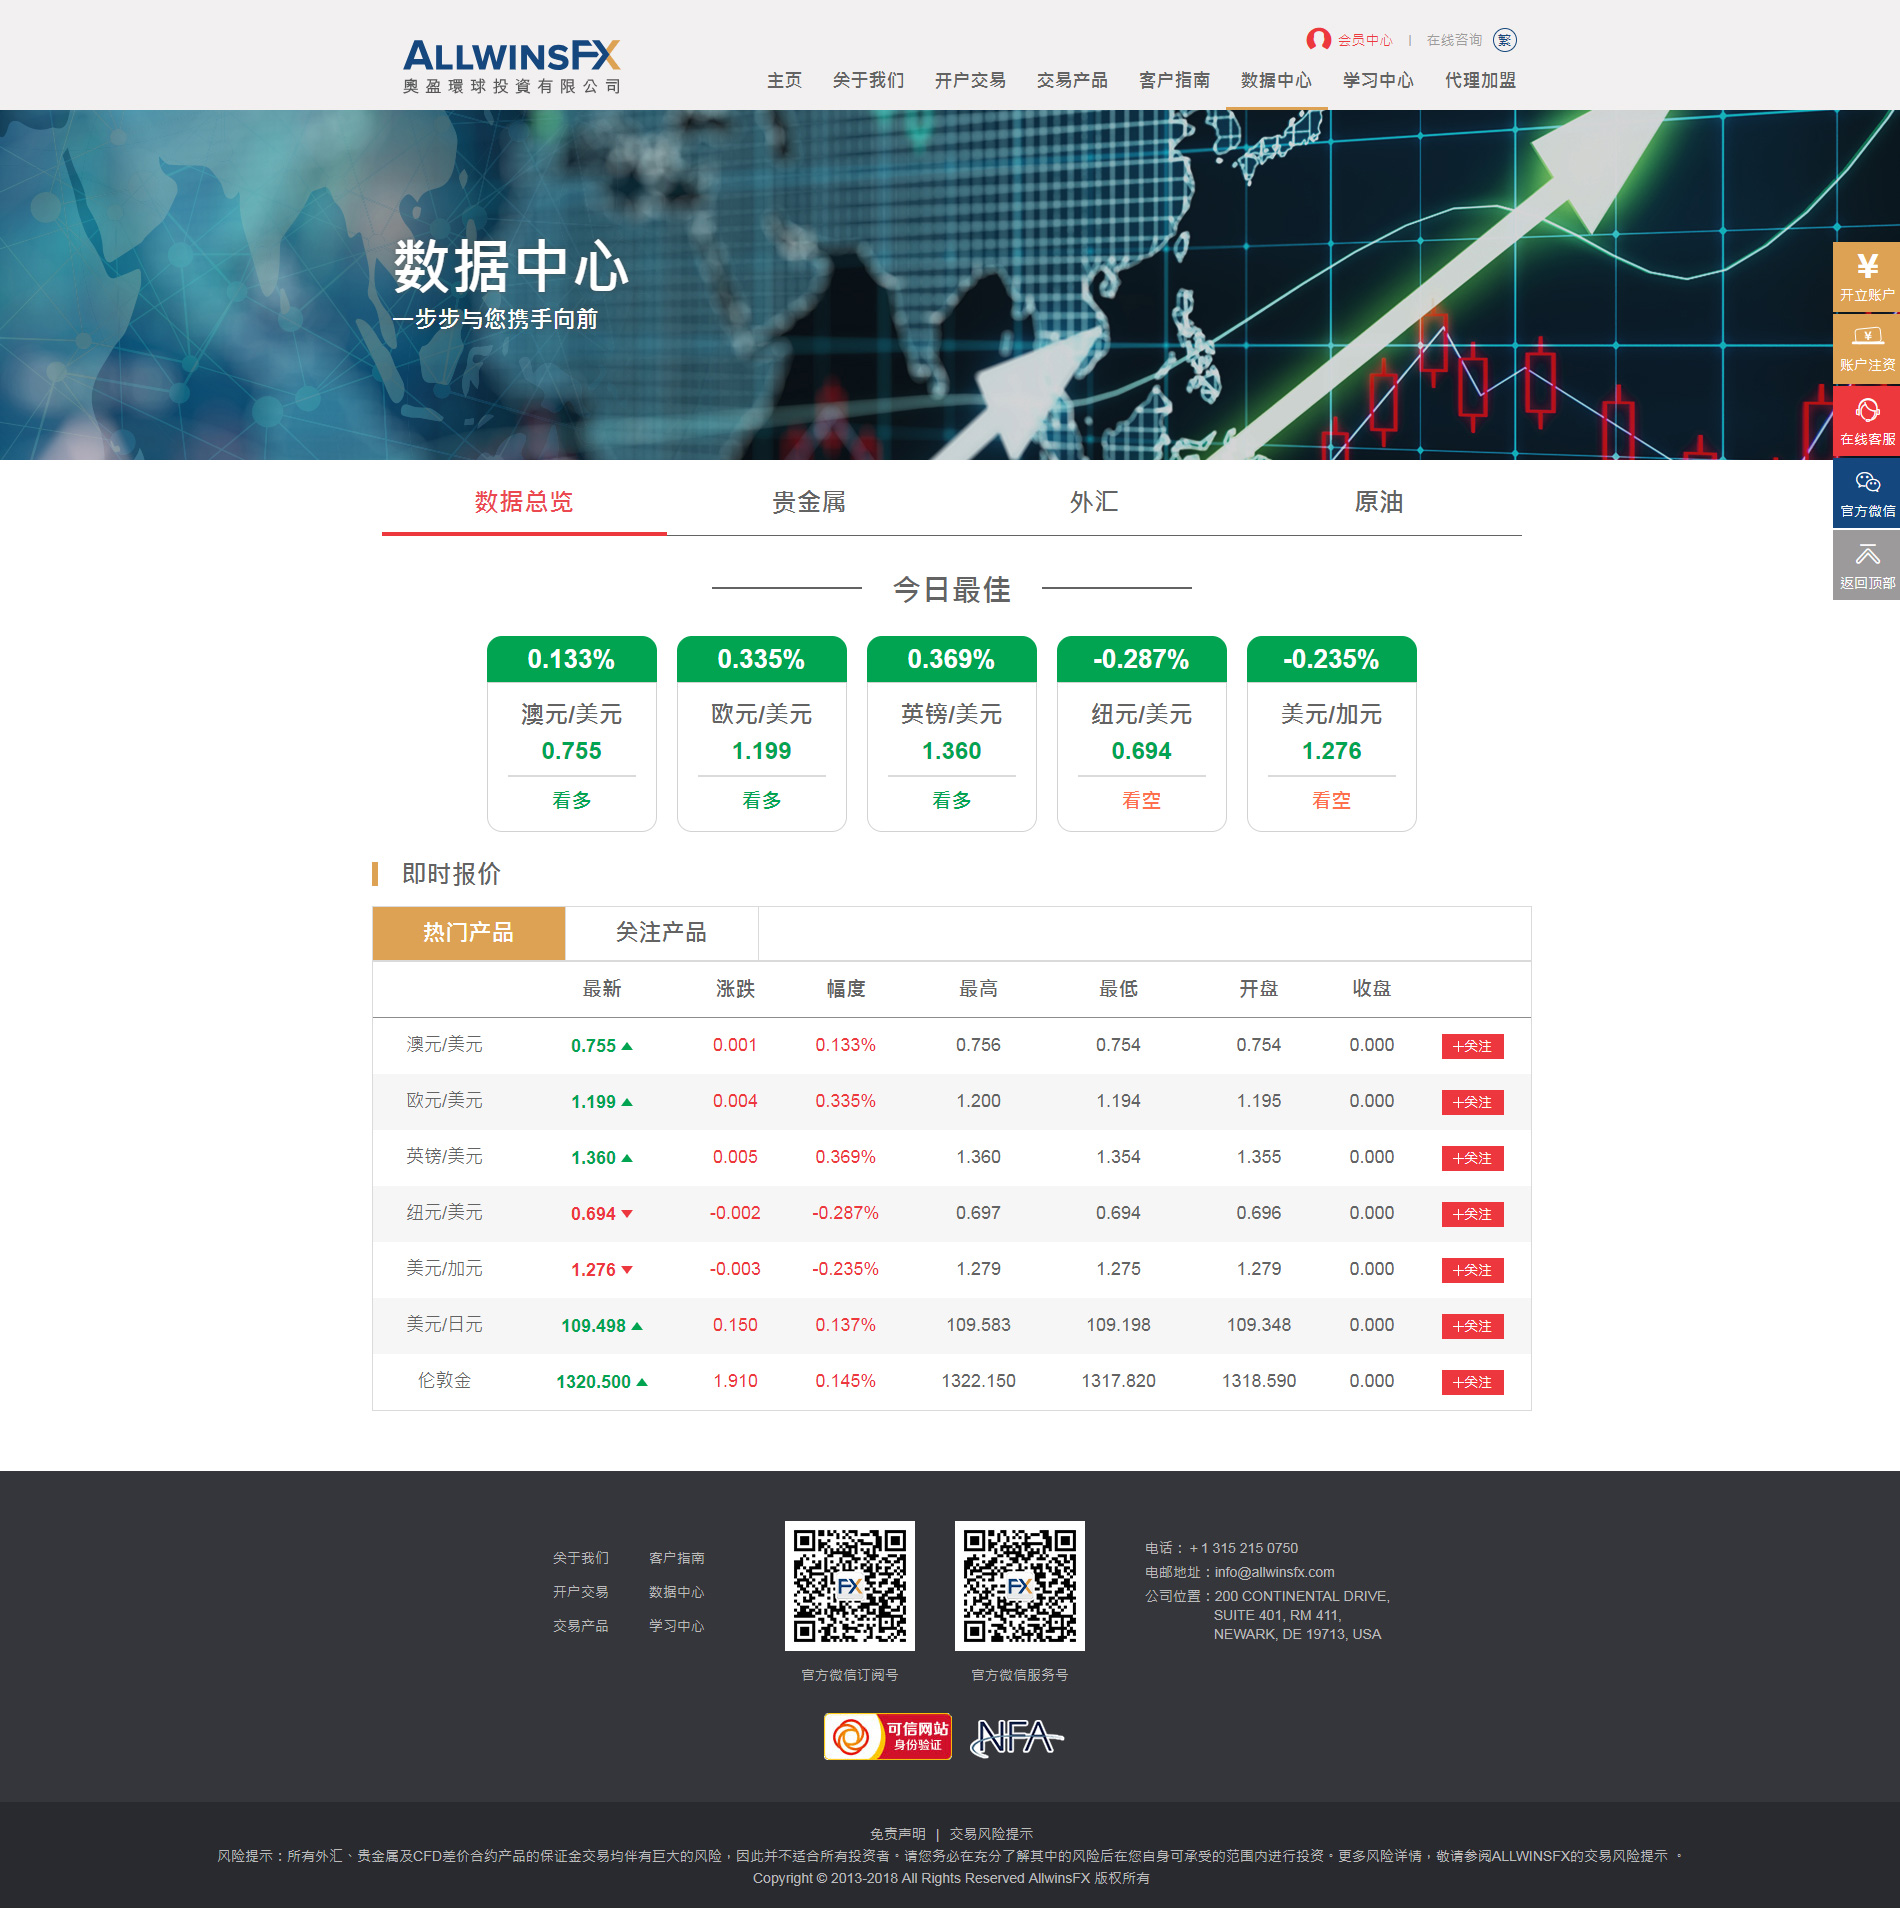 ALLWINSFX
奧盈環球投資有限公司
会员中心 | 在线咨询 繁
主页 关于我们 开户交易 交易产品 客户指南 数据中心 学习中心 代理加盟
数据中心
一步步与您携手向前
¥
开立账户
¥
账户注资
在线客服
官方微信
返回顶部
数据总览 贵金属 外汇 原油
今日最佳
0.133% 0.335% 0.369% -0.287% -0.235%
澳元/美元 欧元/美元 英镑/美元 纽元/美元 美元/加元
0.755 1.199 1.360 0.694 1.276
看多 看多 看多 看空 看空
即时报价
热门产品 关注产品
最新 涨跌 幅度 最高 最低 开盘 收盘
澳元/美元 0.755 0.001 0.133% 0.756 0.754 0.754 0.000 +关注
欧元/美元 1.199 0.004 0.335% 1.200 1.194 1.195 0.000 +关注
英镑/美元 1.360 0.005 0.369% 1.360 1.354 1.355 0.000 +关注
纽元/美元 0.694 -0.002 -0.287% 0.697 0.694 0.696 0.000 +关注
美元/加元 1.276 -0.003 -0.235% 1.279 1.275 1.279 0.000 +关注
美元/日元 109.498 0.150 0.137% 109.583 109.198 109.348 0.000 +关注
伦敦金 1320.500 1.910 0.145% 1322.150 1317.820 1318.590 0.000 +关注
关于我们 客户指南
开户交易 数据中心
交易产品 学习中心
FX FX
官方微信订阅号 官方微信服务号
电话：+1 315 215 0750
电邮地址：info@allwinsfx.com
公司位置：200 CONTINENTAL DRIVE,
SUITE 401, RM 411,
NEWARK, DE 19713, USA
可信网站
身份验证
NFA
免责声明 | 交易风险提示
风险提示：所有外汇、贵金属及CFD差价合约产品的保证金交易均伴有巨大的风险，因此并不适合所有投资者。请您务必在充分了解其中的风险后在您自身可承受的范围内进行投资。更多风险详情，敬请参阅ALLWINSFX的交易风险提示 。
Copyright © 2013-2018 All Rights Reserved AllwinsFX 版权所有